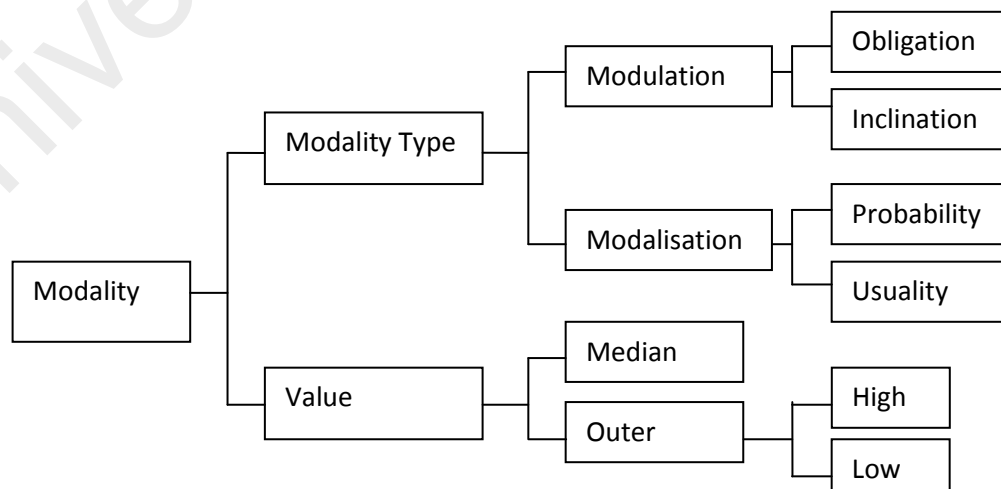 Obligation
Modulation
Inclination
Modality Type
Probability
Modalisation
Usuality
Modality
Median
Value
High
Outer
Low